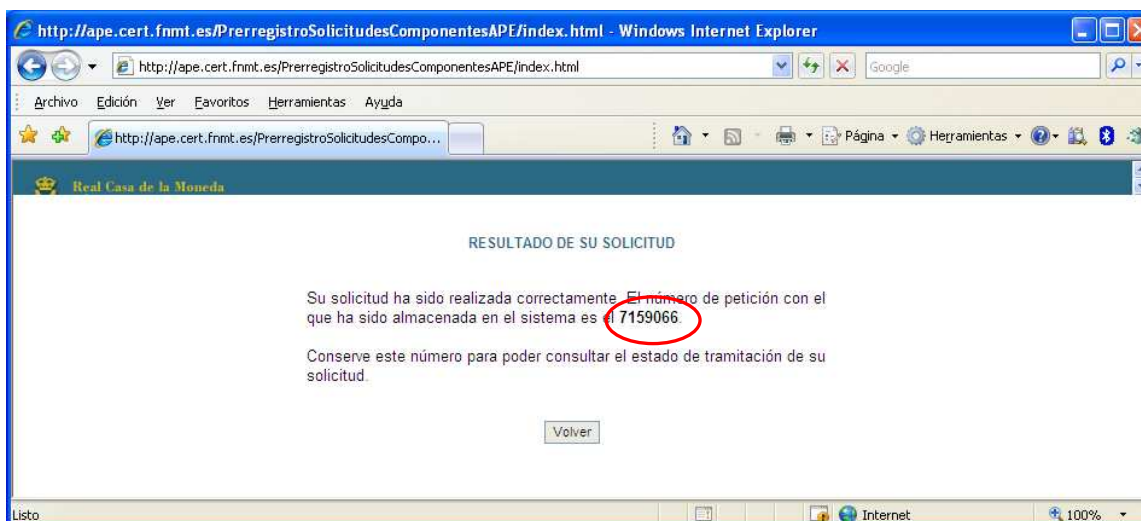 http://ape.cert.fnmt.es/PrerregistroSolicitudesComponentesAPE/index.html - Windows Internet Explorer
http://ape.cert.fnmt.es/PrerregistroSolicitudesComponentesAPE/index.html Google
Archivo Edición Ver Favoritos Herramientas Ayuda
http://ape.cert.fnmt.es/PrerregistroSolicitudesCompo... Página Herramientas
Real Casa de la Moneda
RESULTADO DE SU SOLICITUD
Su solicitud ha sido realizada correctamente. El número de petición con el
que ha sido almacenada en el sistema es el 7159066.
Conserve este número para poder consultar el estado de tramitación de su
solicitud.
Volver
Listo Internet 100%